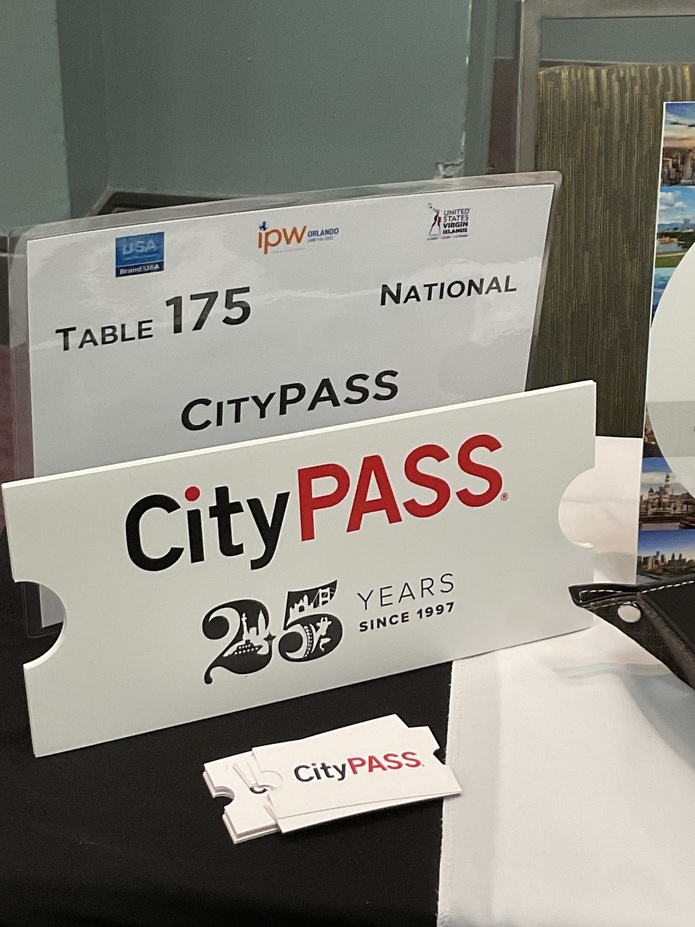 USA
Brand USA
ipw ORLANDO
UNITED
STATES
VIRGIN
ISLANDS
TABLE 175
NATIONAL
CITYPASS
CityPASS®
25 YEARS
SINCE 1997
CityPASS